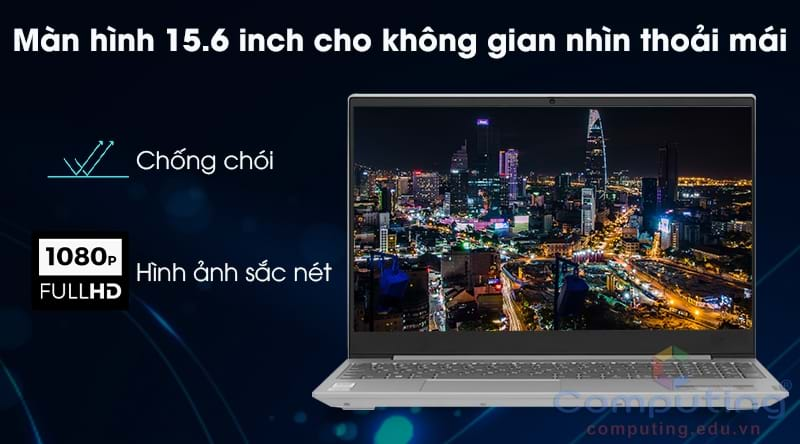 Màn hình 15.6 inch cho không gian nhìn thoải mái
Chống chói
1080P
FULLHD
Hình ảnh sắc nét
Computing®
computing.edu.vn